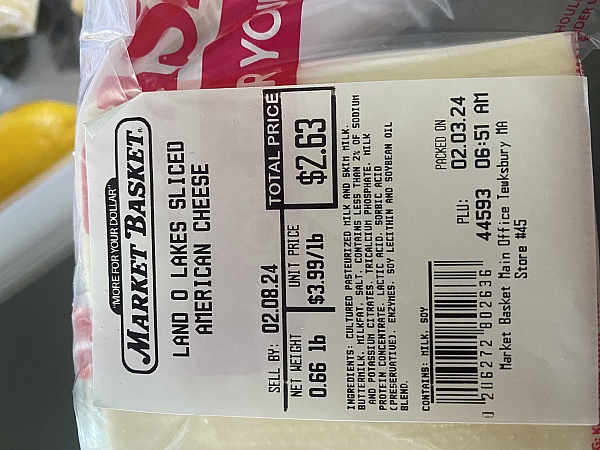 "MORE FOR YOUR DOLLAR"
MARKET BASKET®
LAND O LAKES SLICED
AMERICAN CHEESE
SELL BY: 02.08.24
NET WEIGHT UNIT PRICE TOTAL PRICE
0.66 lb $3.99/lb $2.63
INGREDIENTS: CULTURED PASTEURIZED MILK AND SKIM MILK.
BUTTERMILK. MILKFAT. SALT. CONTAINS LESS THAN 2% OF SODIUM
AND POTASSIUM CITRATES. TRICALCIUM PHOSPHATE. MILK
PROTEIN CONCENTRATE. LACTIC ACID. SORBIC ACID
(PRESERVATIVE). ENZYMES. SOY LECITHIN AND SOYBEAN OIL
BLEND.
CONTAINS: MILK, SOY
PACKED ON
PLU: 02.03.24
44593 06:51 AM
0 206272 802636
Market Basket Main Office Tewksbury MA
Store #45
R YOU